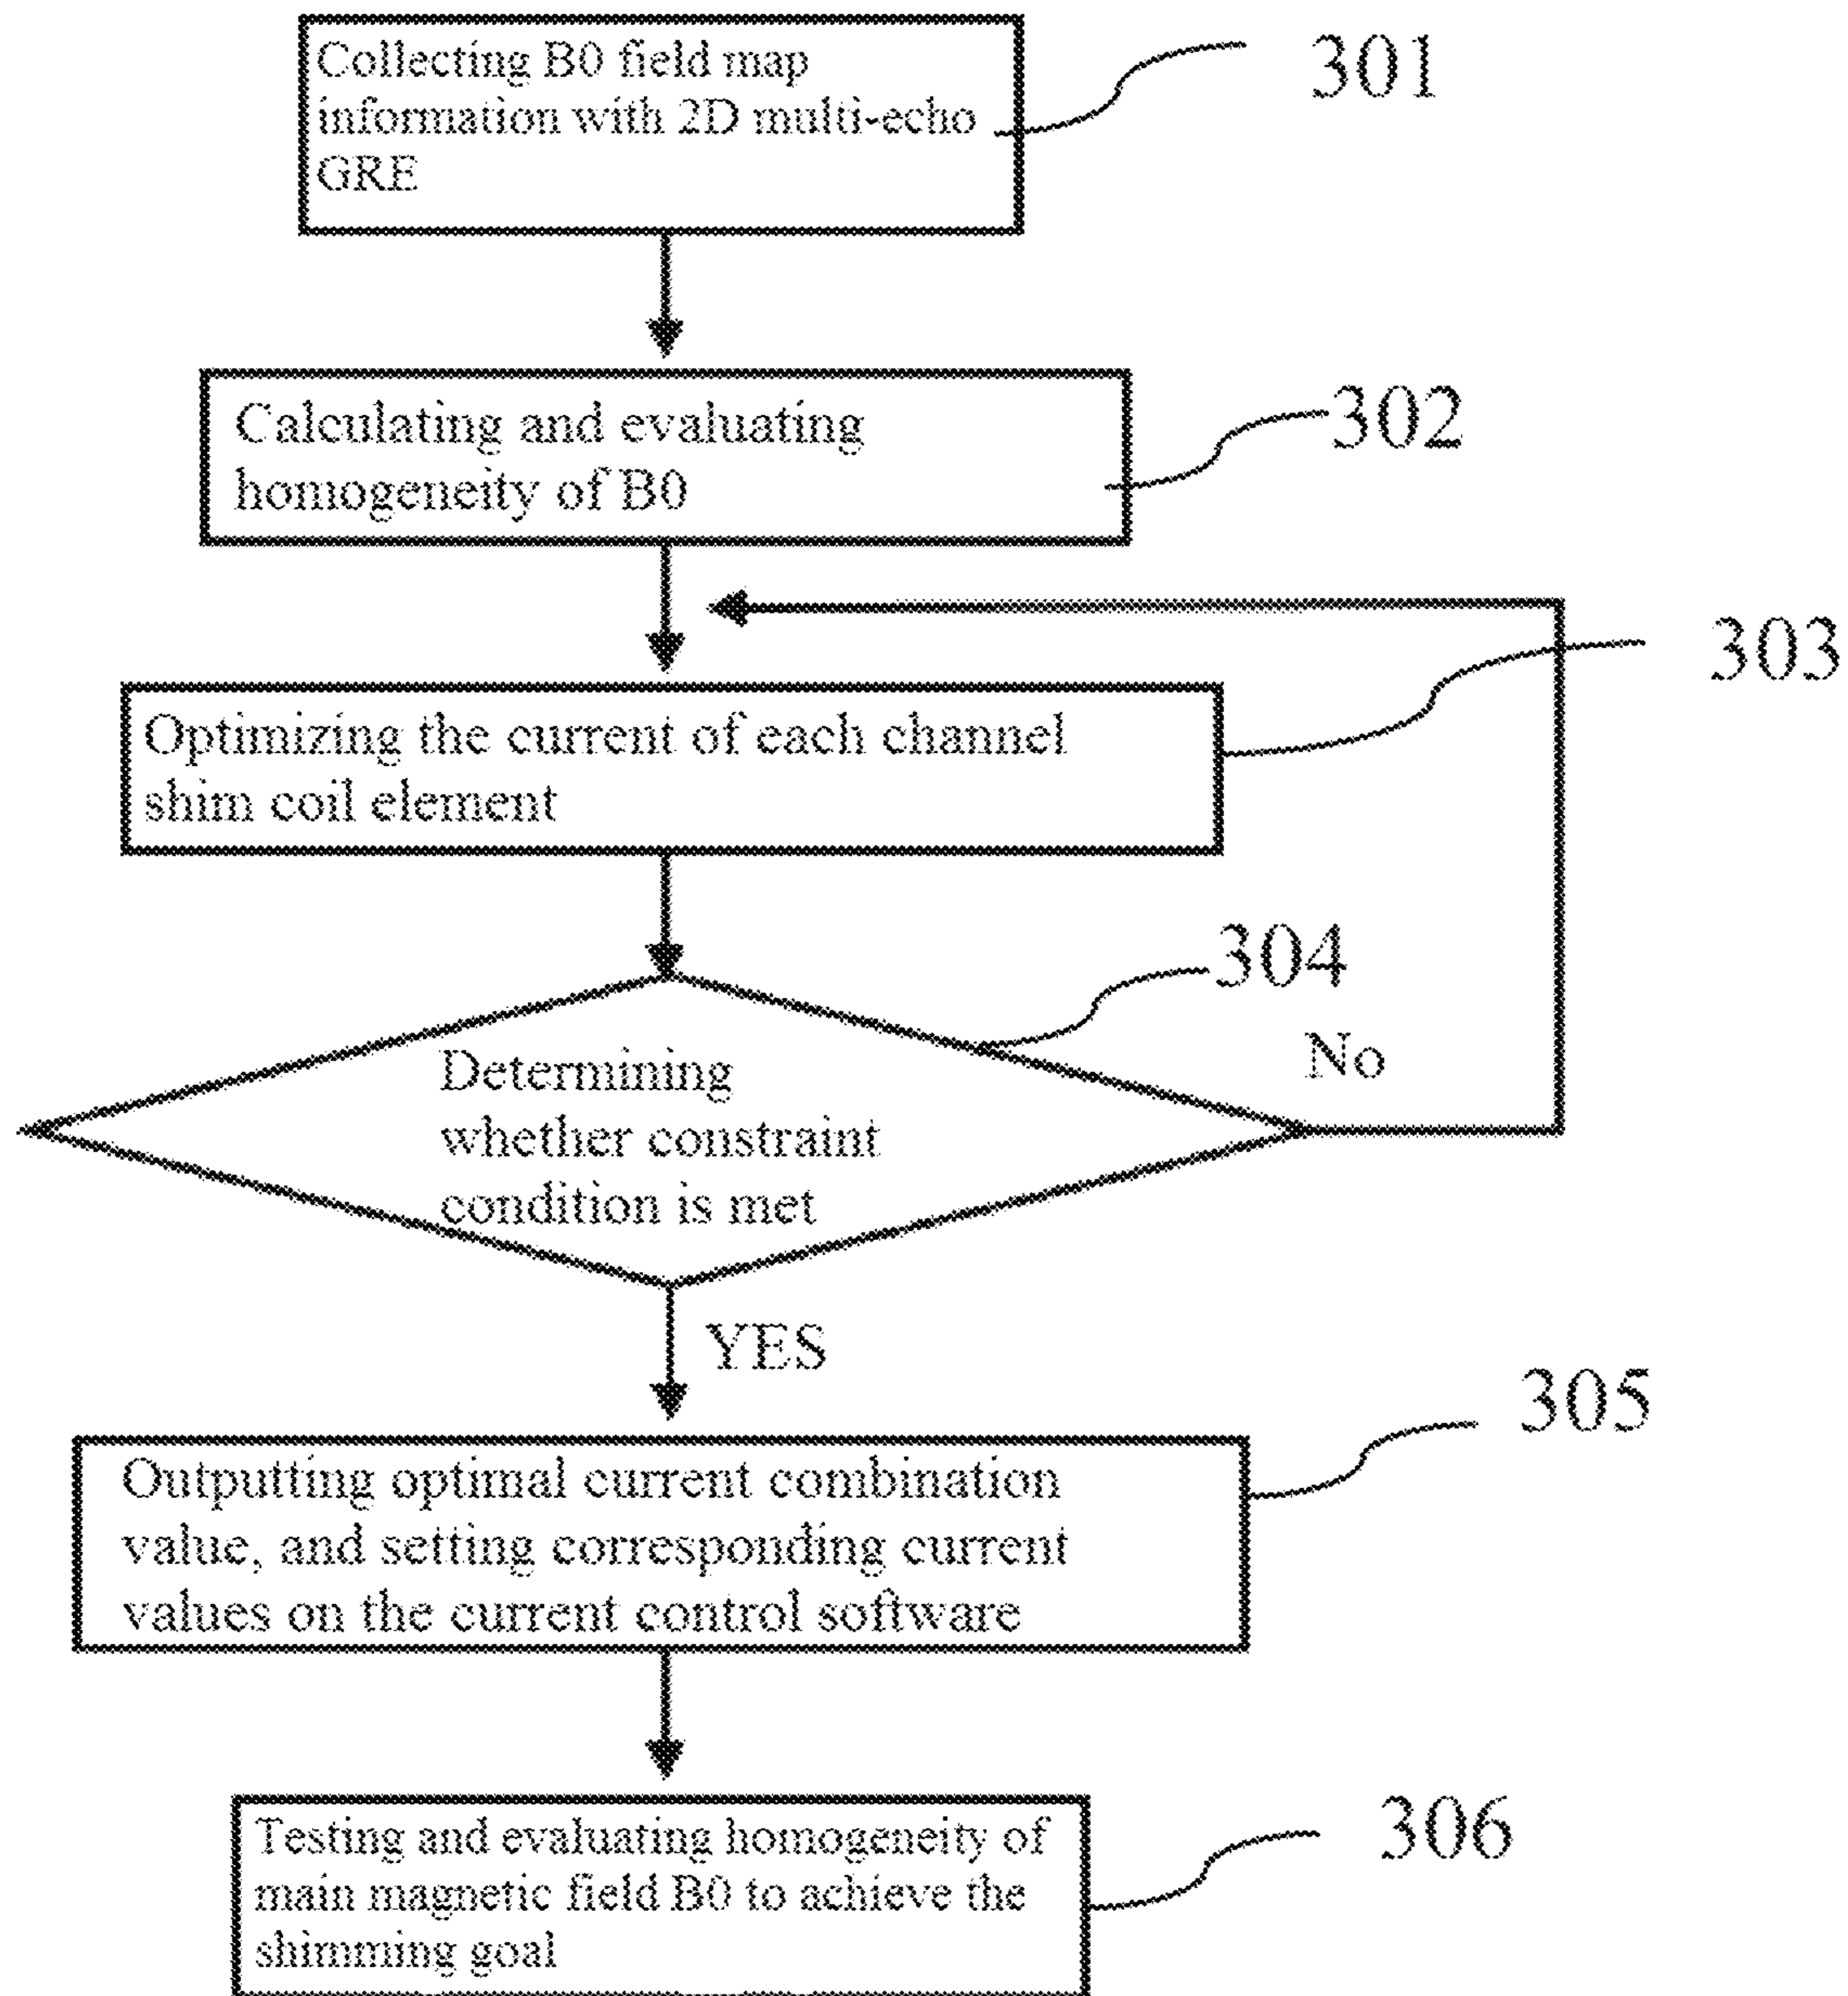 Collecting B0 field map
information with 2D multi-echo
GRE
301
Calculating and evaluating
homogeneity of B0
302
Optimizing the current of each channel
shim coil element
303
Determining
whether constraint
condition is met
304
No
YES
Outputting optimal current combination
value, and setting corresponding current
values on the current control software
305
Testing and evaluating homogeneity of
main magnetic field B0 to achieve the
shimming goal
306